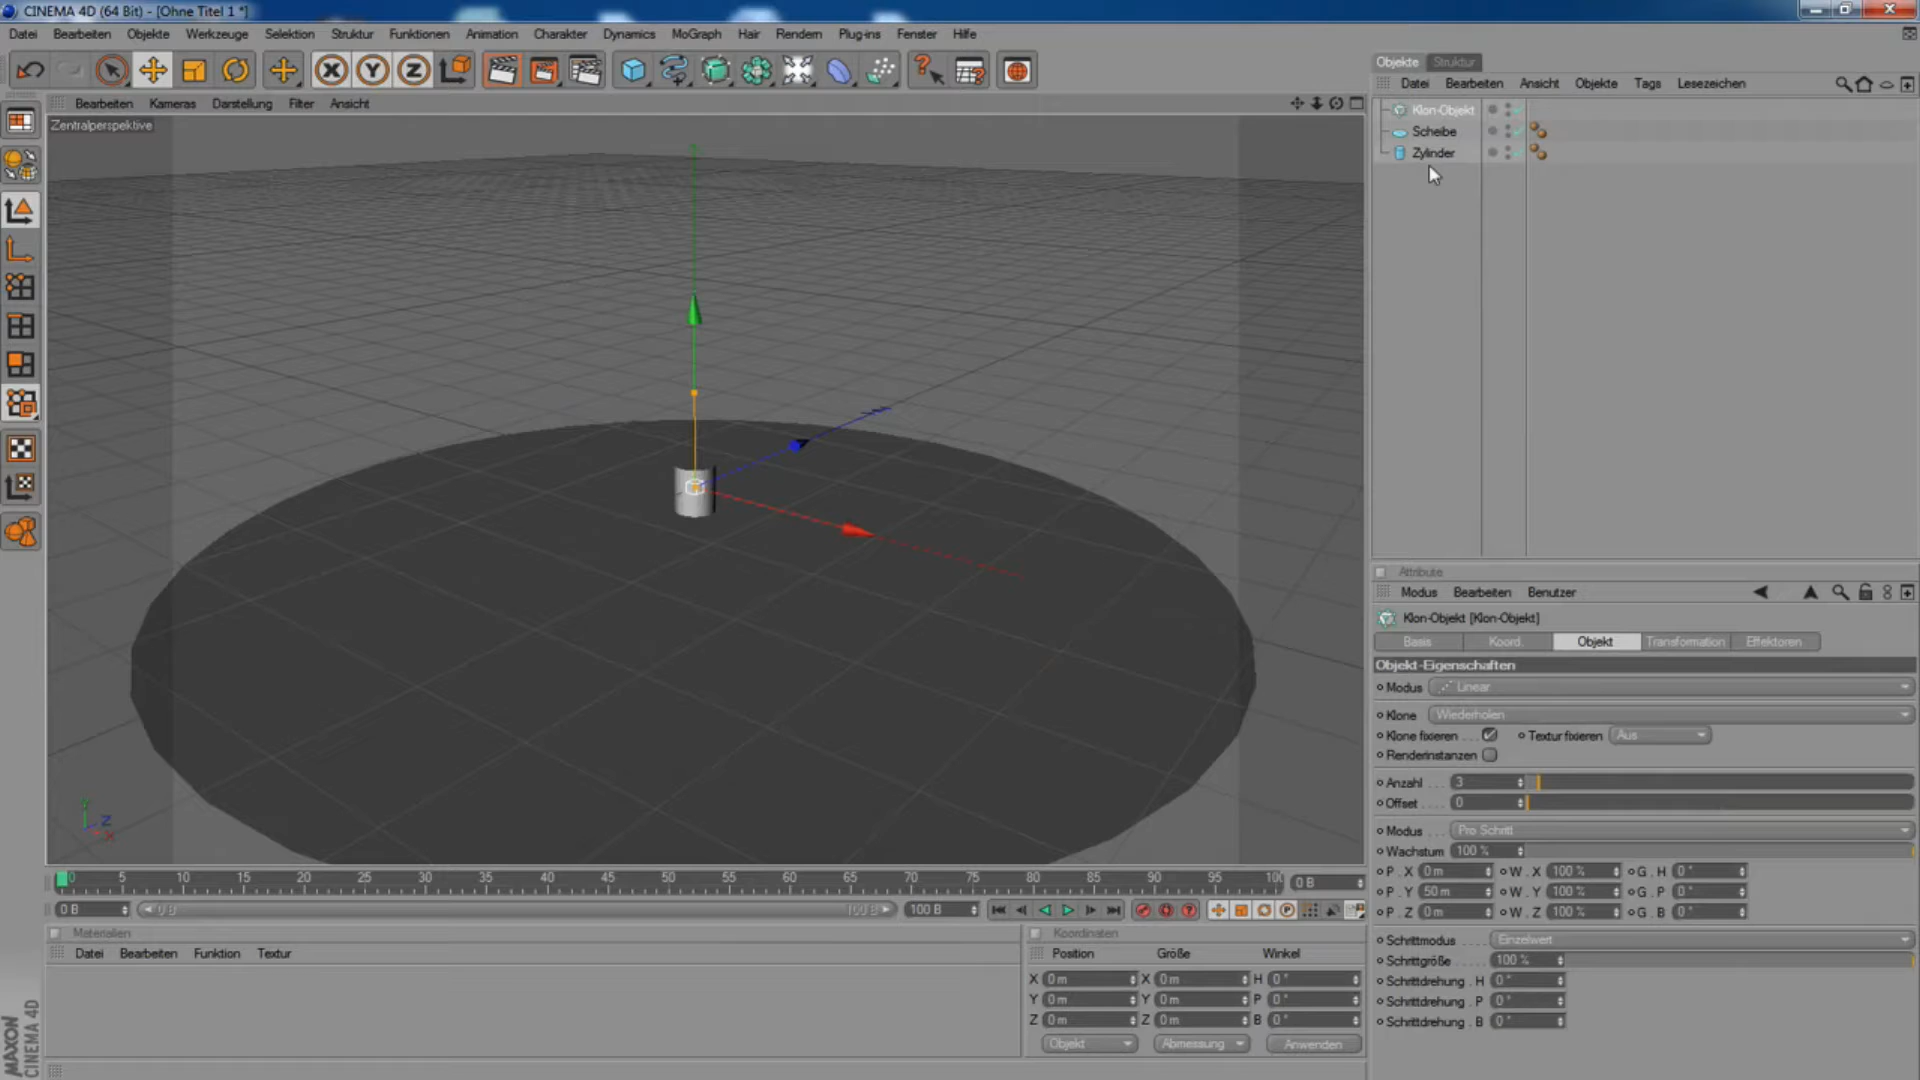 CINEMA 4D (64 Bit) - [Ohne Titel 1 *]
Datei Bearbeiten Objekte Werkzeuge Selektion Struktur Funktionen Animation Charakter Dynamics MoGraph Hair Rendern Plug-ins Fenster Hilfe
X Y Z
Objekte Struktur
Datei Bearbeiten Ansicht Objekte Tags Lesezeichen
Bearbeiten Kameras Darstellung Filter Ansicht
Zentralperspektive
Klon-Objekt
Scheibe
Zylinder
Attribute
Modus Bearbeiten Benutzer
Klon-Objekt [Klon-Objekt]
Basis Koord. Objekt Transformation Effektoren
Objekt-Eigenschaften
Modus Linear
Klone Wiederholen
Klone fixieren Textur fixieren Aus
Renderinstanzen
Anzahl 3
Offset 0
Modus Pro Schritt
Wachstum 100 %
P . X 0 m W . X 100 % G . H 0 °
P . Y 50 m W . Y 100 % G . P 0 °
P . Z 0 m W . Z 100 % G . B 0 °
Schrittmodus Einzelwert
Schrittgröße 100 %
Schrittdrehung . H 0 °
Schrittdrehung . P 0 °
Schrittdrehung . B 0 °
Y Z X
0 5 10 15 20 25 30 35 40 45 50 55 60 65 70 75 80 85 90 95 100 0 B
0 B 0 B 100 B 100 B
Materialien
Datei Bearbeiten Funktion Textur
Koordinaten
Position Größe Winkel
X 0 m X 0 m H 0 °
Y 0 m Y 0 m P 0 °
Z 0 m Z 0 m B 0 °
Objekt Abmessung Anwenden
MAXON
CINEMA 4D